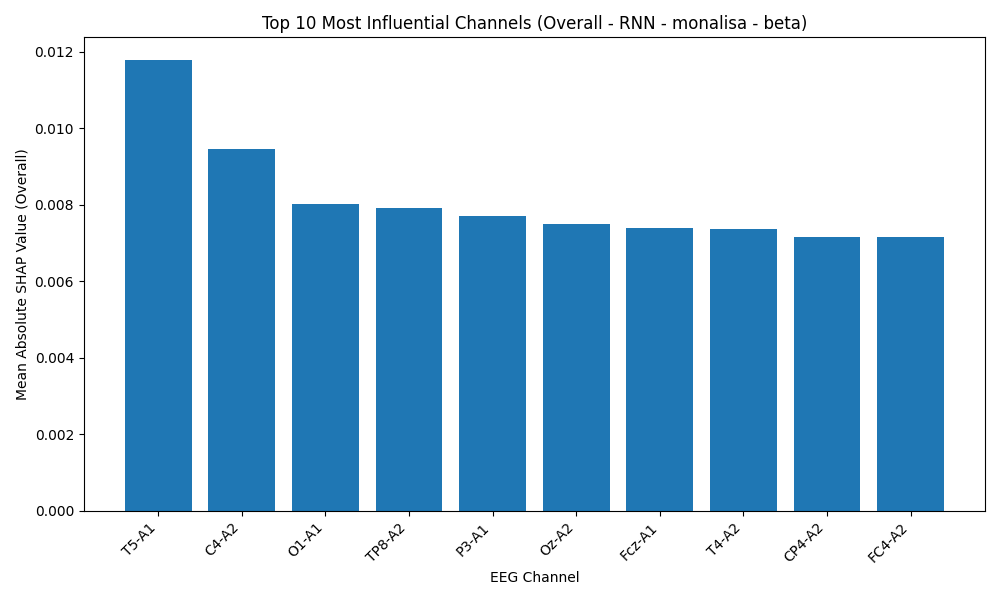 Top 10 Most Influential Channels (Overall - RNN - monalisa - beta)
Mean Absolute SHAP Value (Overall)
0.012
0.010
0.008
0.006
0.004
0.002
0.000
T5-A1
C4-A2
O1-A1
TP8-A2
P3-A1
Oz-A2
Fcz-A1
T4-A2
CP4-A2
FC4-A2
EEG Channel